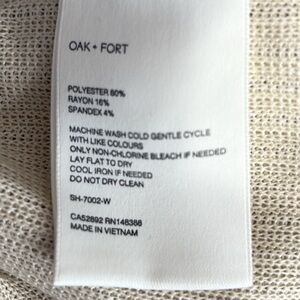 OAK + FORT
POLYESTER 80%
RAYON 16%
SPANDEX 4%
MACHINE WASH COLD GENTLE CYCLE
WITH LIKE COLOURS
ONLY NON-CHLORINE BLEACH IF NEEDED
LAY FLAT TO DRY
COOL IRON IF NEEDED
DO NOT DRY CLEAN
SH-7002-W
CA52892 RN148388
MADE IN VIETNAM